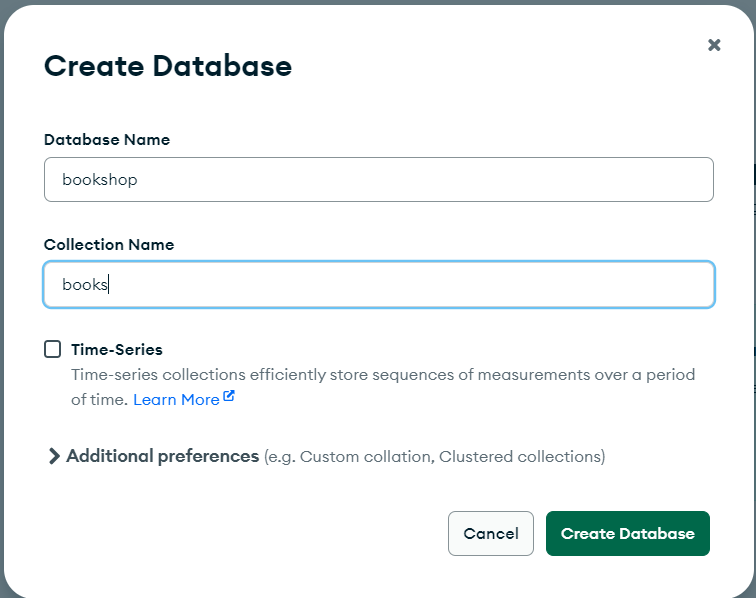 Create Database
Database Name
bookshop
Collection Name
books
Time-Series
Time-series collections efficiently store sequences of measurements over a period
of time. Learn More
Additional preferences (e.g. Custom collation, Clustered collections)
Cancel
Create Database